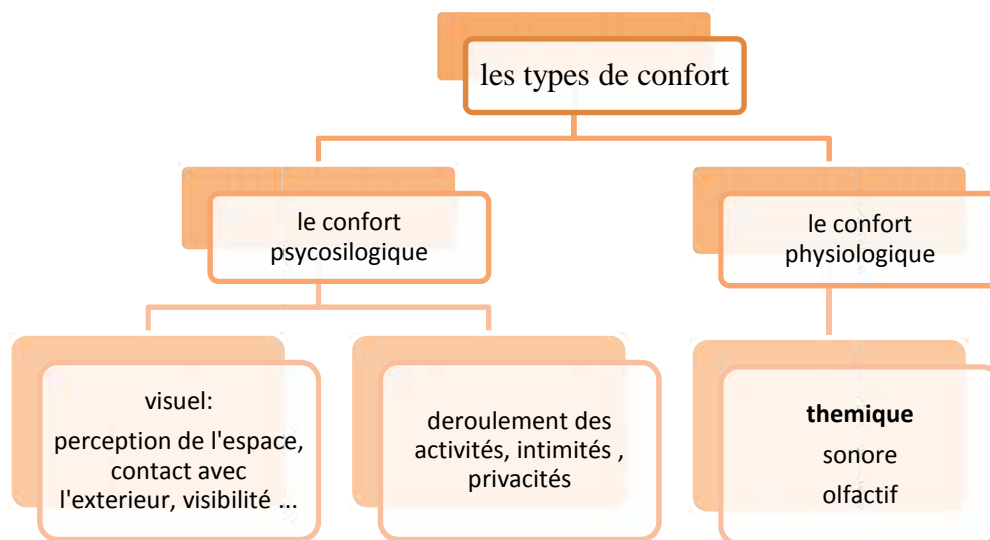 les types de confort
le confort
psycosilogique
le confort
physiologique
visuel:
perception de l'espace,
contact avec
l'exterieur, visibilité ...
deroulement des
activités, intimités ,
privacités
themique
sonore
olfactif